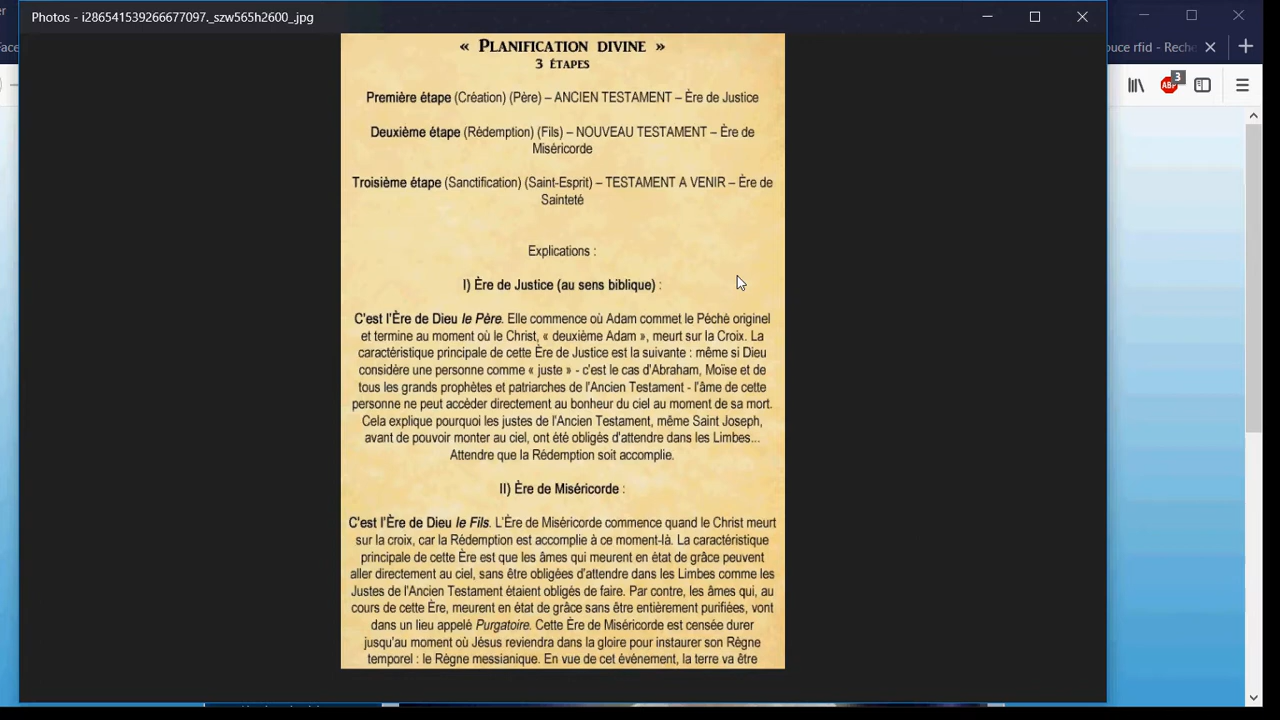 Photos - i286541539266677097._szw565h2600_.jpg
ouce rfid - Reche
ABP
3
« PLANIFICATION DIVINE »
3 ÉTAPES
Première étape (Création) (Père) – ANCIEN TESTAMENT – Ère de Justice
Deuxième étape (Rédemption) (Fils) – NOUVEAU TESTAMENT – Ère de
Miséricorde
Troisième étape (Sanctification) (Saint-Esprit) – TESTAMENT A VENIR – Ère de
Sainteté
Explications :
I) Ère de Justice (au sens biblique) :
C'est l'Ère de Dieu le Père. Elle commence où Adam commet le Péché originel
et termine au moment où le Christ, « deuxième Adam », meurt sur la Croix. La
caractéristique principale de cette Ère de Justice est la suivante : même si Dieu
considère une personne comme « juste » - c'est le cas d'Abraham, Moïse et de
tous les grands prophètes et patriarches de l'Ancien Testament - l'âme de cette
personne ne peut accéder directement au bonheur du ciel au moment de sa mort.
Cela explique pourquoi les justes de l'Ancien Testament, même Saint Joseph,
avant de pouvoir monter au ciel, ont été obligés d'attendre dans les Limbes...
Attendre que la Rédemption soit accomplie.
II) Ère de Miséricorde :
C'est l'Ère de Dieu le Fils. L'Ère de Miséricorde commence quand le Christ meurt
sur la croix, car la Rédemption est accomplie à ce moment-là. La caractéristique
principale de cette Ère est que les âmes qui meurent en état de grâce peuvent
aller directement au ciel, sans être obligées d'attendre dans les Limbes comme les
Justes de l'Ancien Testament étaient obligés de faire. Par contre, les âmes qui, au
cours de cette Ère, meurent en état de grâce sans être entièrement purifiées, vont
dans un lieu appelé Purgatoire. Cette Ère de Miséricorde est censée durer
jusqu'au moment où Jésus reviendra dans la gloire pour instaurer son Règne
temporel : le Règne messianique. En vue de cet événement, la terre va être